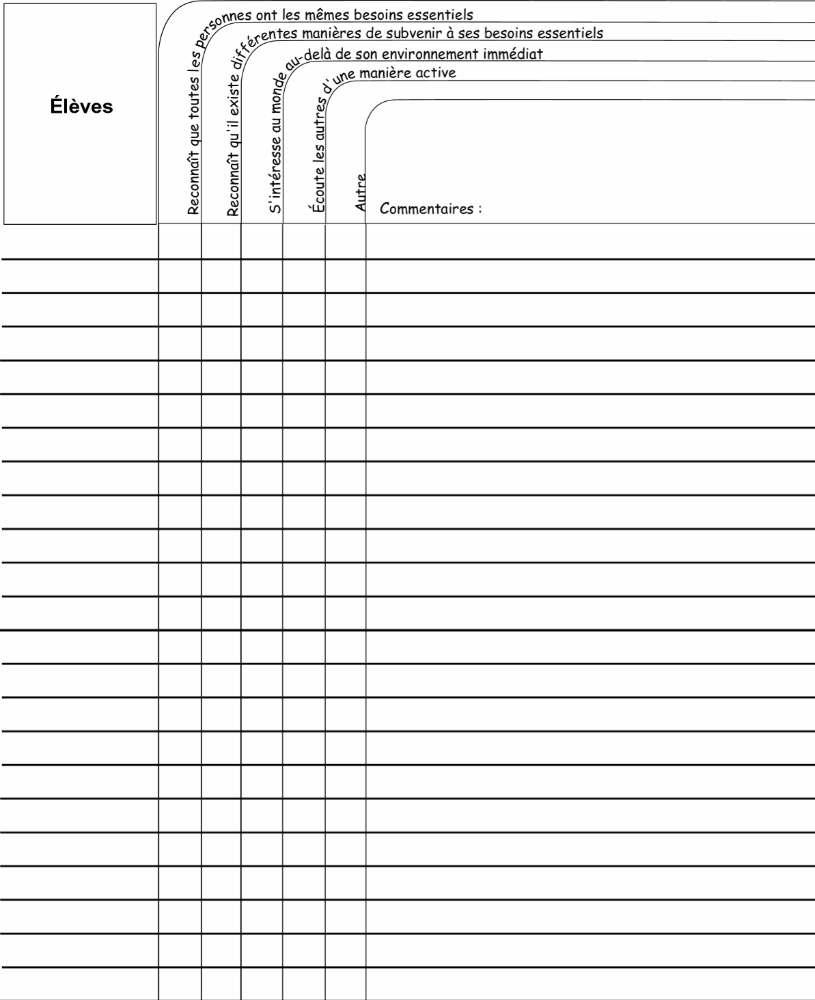 Élèves
Reconnaît que toutes les personnes ont les mêmes besoins essentiels
Reconnaît qu'il existe différentes manières de subvenir à ses besoins essentiels
S'intéresse au monde au-delà de son environnement immédiat
Écoute les autres d'une manière active
Autre
Commentaires :